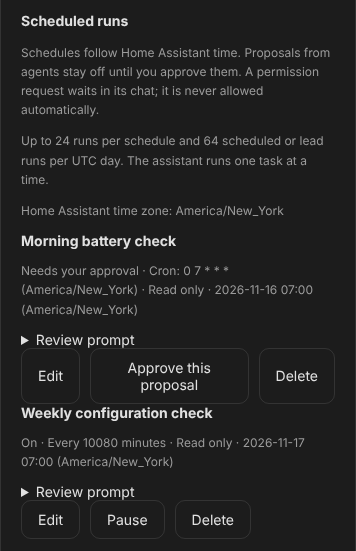 Scheduled runs
Schedules follow Home Assistant time. Proposals from
agents stay off until you approve them. A permission
request waits in its chat; it is never allowed
automatically.
Up to 24 runs per schedule and 64 scheduled or lead
runs per UTC day. The assistant runs one task at a
time.
Home Assistant time zone: America/New_York
Morning battery check
Needs your approval · Cron: 0 7 * * *
(America/New_York) · Read only · 2026-11-16 07:00
(America/New_York)
Review prompt
Edit
Approve this
proposal
Delete
Weekly configuration check
On · Every 10080 minutes · Read only · 2026-11-17
07:00 (America/New_York)
Review prompt
Edit
Pause
Delete